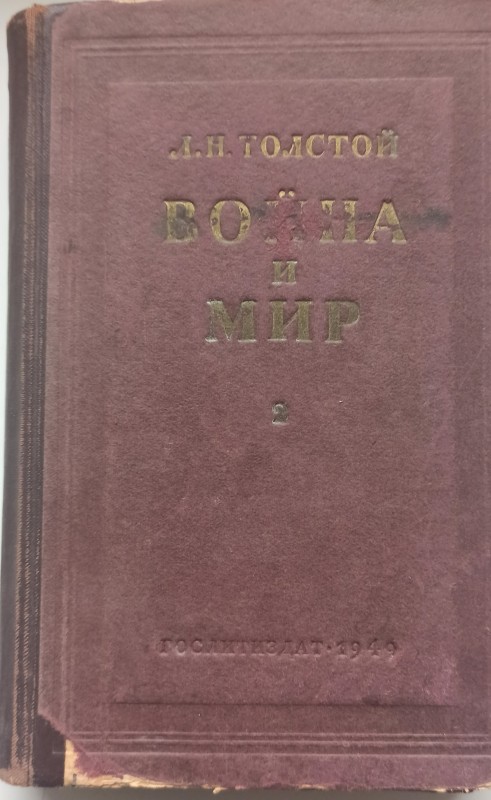 Л.Н.ТОЛСТОЙ
ВОЙНА
И
МИР
2
ГОСЛИТИЗДАТ·1949